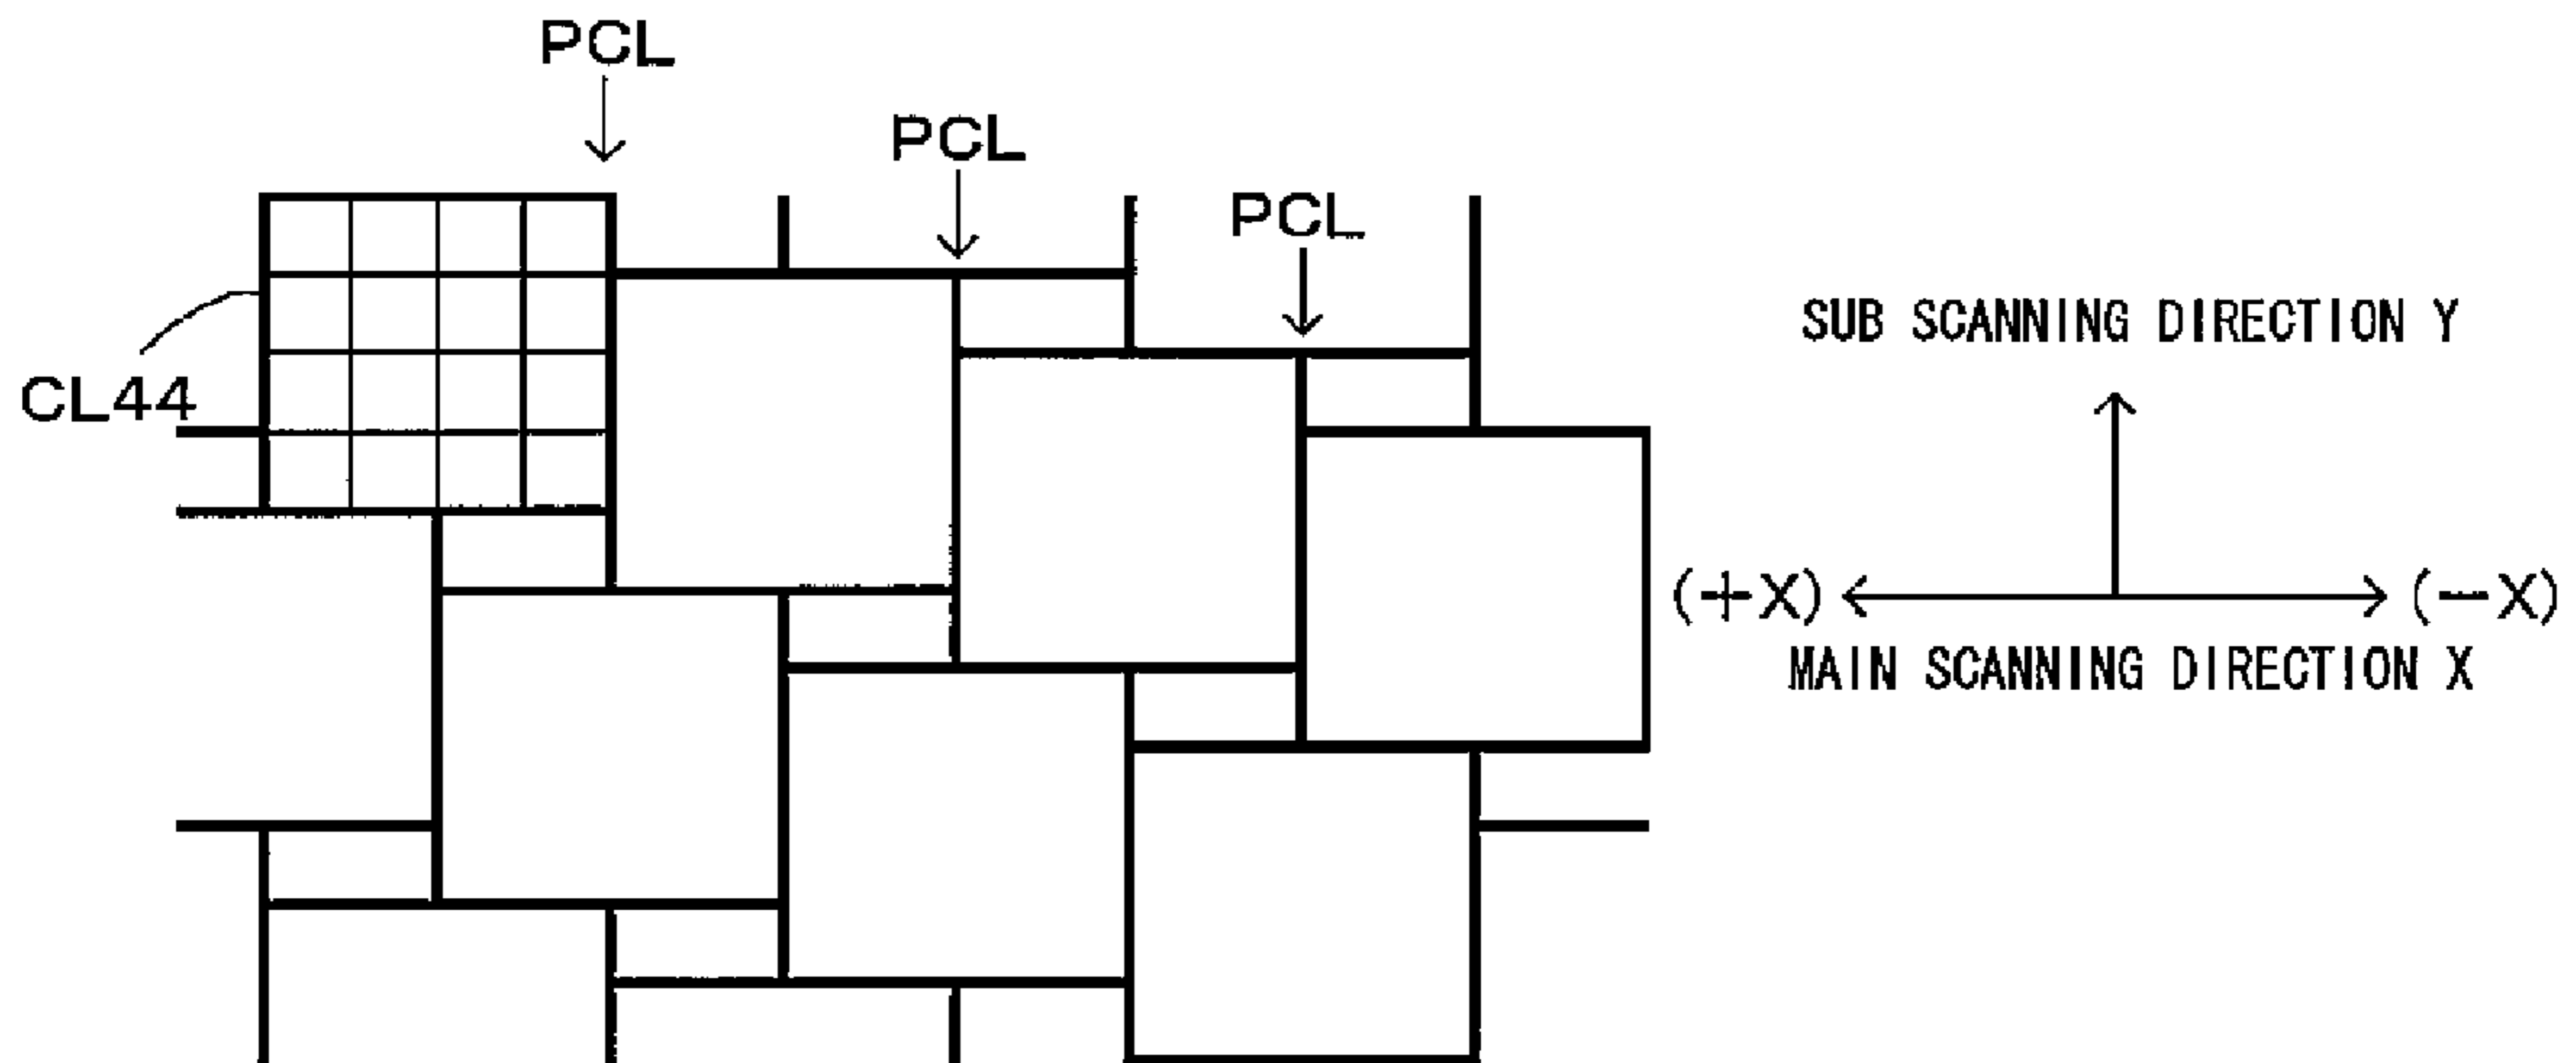 PCL
PCL
PCL
CL44
SUB SCANNING DIRECTION Y
(+X)
(−X)
MAIN SCANNING DIRECTION X